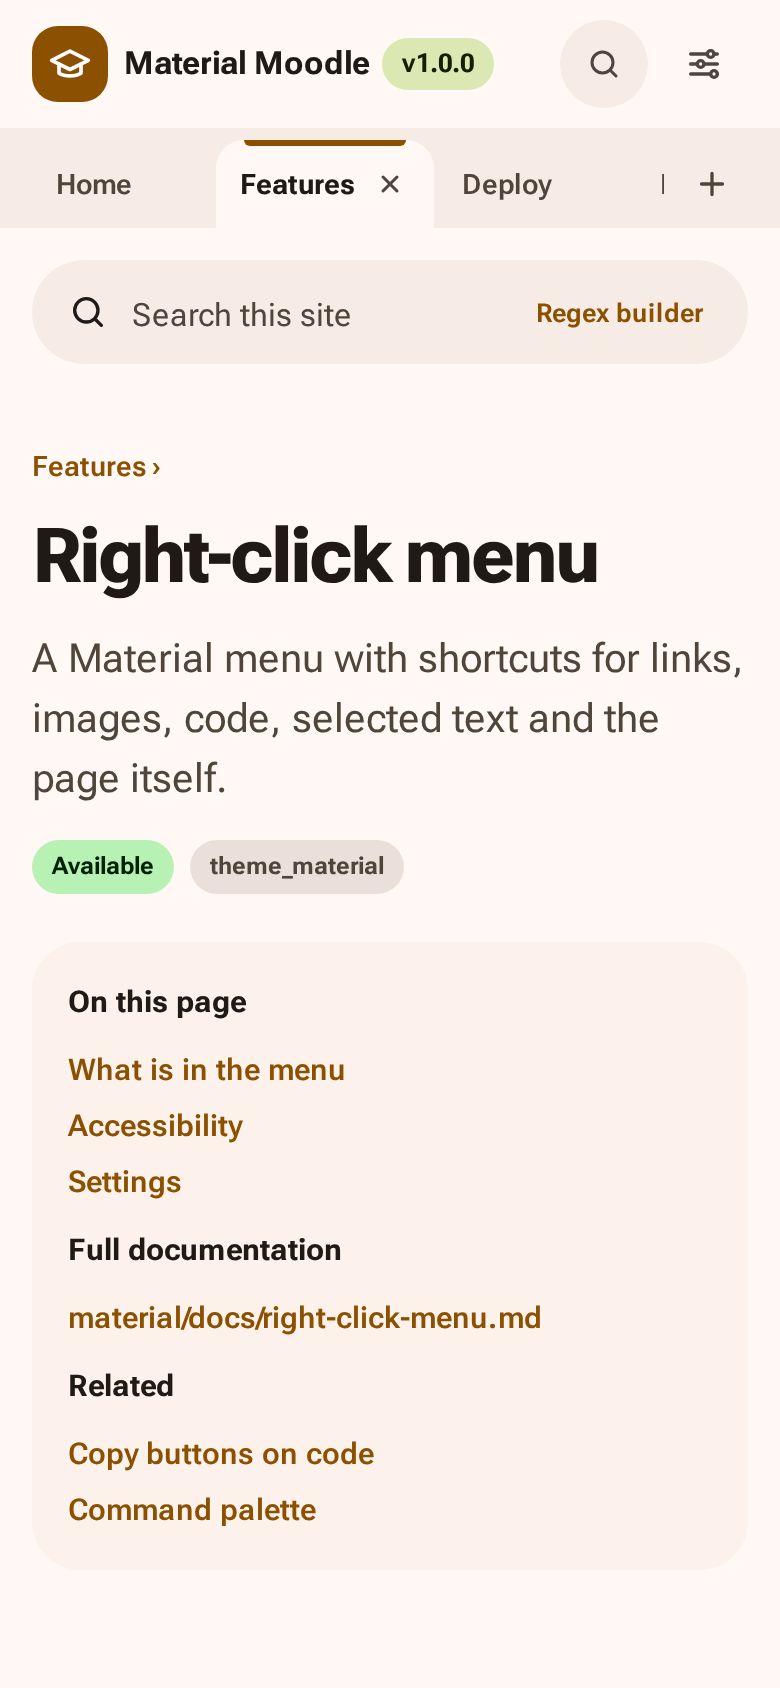 Material Moodle v1.0.0
Home Features Deploy
Search this site Regex builder
Features ›
Right-click menu
A Material menu with shortcuts for links,
images, code, selected text and the
page itself.
Available theme_material
On this page
What is in the menu
Accessibility
Settings
Full documentation
material/docs/right-click-menu.md
Related
Copy buttons on code
Command palette